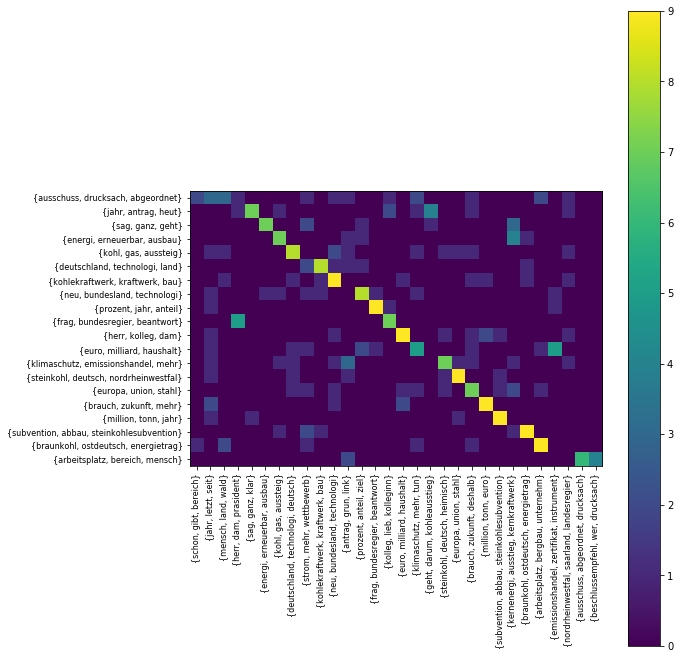 9
8
7
6
5
4
3
2
1
0
{ausschuss, drucksach, abgeordnet}
{jahr, antrag, heut}
{sag, ganz, geht}
{energi, erneuerbar, ausbau}
{kohl, gas, aussteig}
{deutschland, technologi, land}
{kohlekraftwerk, kraftwerk, bau}
{neu, bundesland, technologi}
{prozent, jahr, anteil}
{frag, bundesregier, beantwort}
{herr, kolleg, dam}
{euro, milliard, haushalt}
{klimaschutz, emissionshandel, mehr}
{steinkohl, deutsch, nordrheinwestfal}
{europa, union, stahl}
{brauch, zukunft, mehr}
{million, tonn, jahr}
{subvention, abbau, steinkohlesubvention}
{braunkohl, ostdeutsch, energietrag}
{arbeitsplatz, bereich, mensch}
{schon, gibt, bereich}
{jahr, letzt, seit}
{mensch, land, wald}
{herr, dam, prasident}
{sag, ganz, klar}
{energi, erneuerbar, ausbau}
{kohl, gas, aussteig}
{deutschland, technologi, deutsch}
{strom, mehr, wettbewerb}
{kohlekraftwerk, kraftwerk, bau}
{neu, bundesland, technologi}
{antrag, grun, link}
{prozent, anteil, ziel}
{frag, bundesregier, beantwort}
{kolleg, lieb, kolleginn}
{euro, milliard, haushalt}
{klimaschutz, mehr, tun}
{geht, darum, kohleausstieg}
{steinkohl, deutsch, heimisch}
{europa, union, stahl}
{brauch, zukunft, deshalb}
{million, tonn, euro}
{subvention, abbau, steinkohlesubvention}
{kernenergi, ausstieg, kernkraftwerk}
{braunkohl, ostdeutsch, energietrag}
{arbeitsplatz, bergbau, unternehm}
{emissionshandel, zertifikat, instrument}
{nordrheinwestfal, saarland, landesregier}
{ausschuss, abgeordnet, drucksach}
{beschlussempfehl, wer, drucksach}